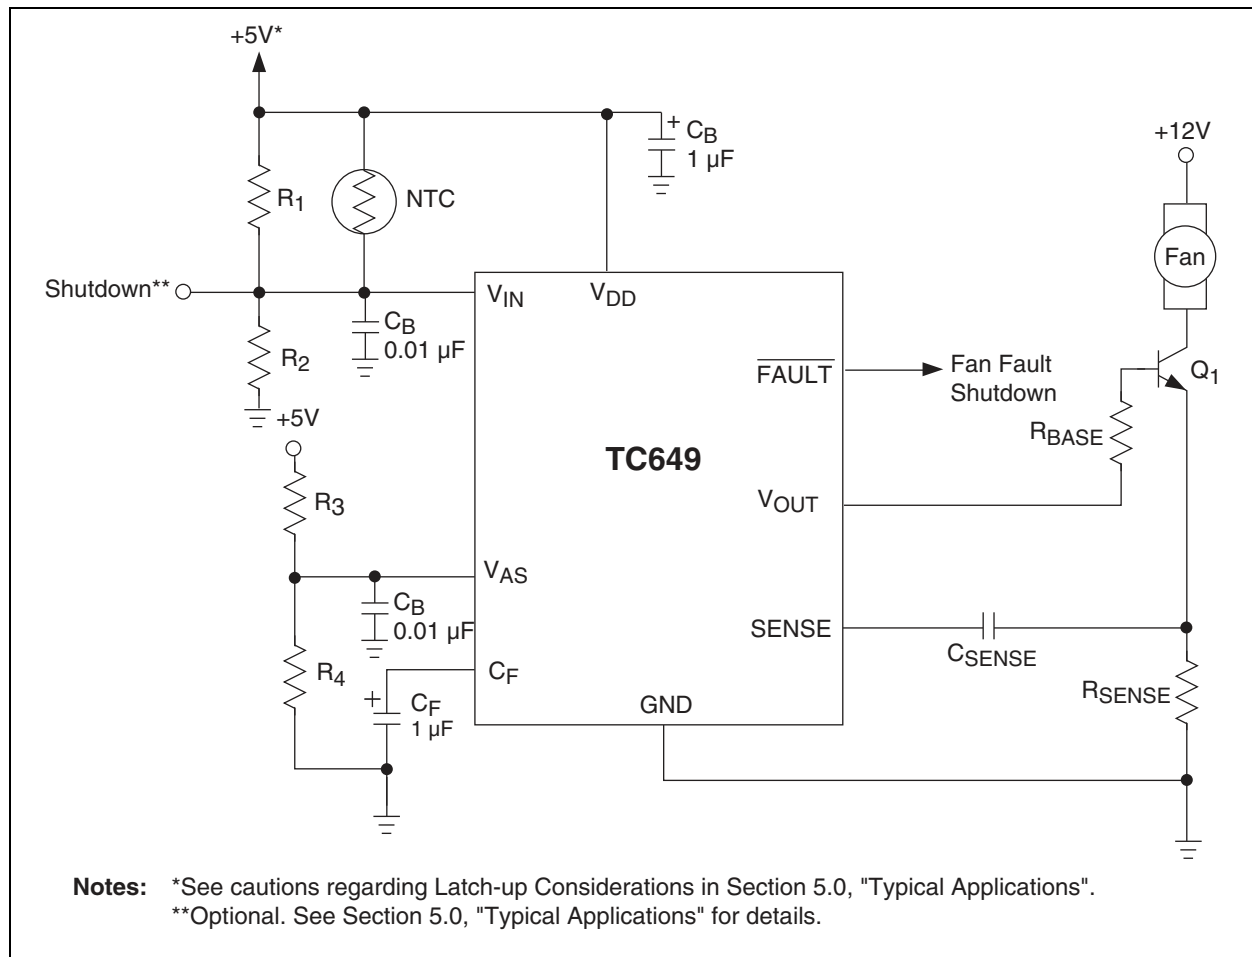 +5V*
+ C_B
1 µF
+12V
R_1
NTC
Fan
Shutdown**
V_IN
V_DD
C_B
0.01 µF
R_2
FAULT
Fan Fault
Shutdown
Q_1
+5V
R_BASE
TC649
R_3
V_OUT
V_AS
C_B
0.01 µF
SENSE
C_SENSE
R_4
C_F
+ C_F
1 µF
GND
R_SENSE
Notes: *See cautions regarding Latch-up Considerations in Section 5.0, "Typical Applications".
**Optional. See Section 5.0, "Typical Applications" for details.